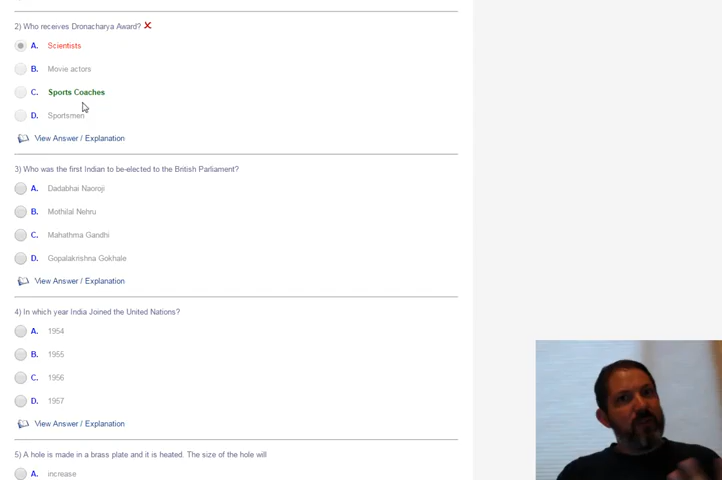 2) Who receives Dronacharya Award?
A. Scientists
B. Movie actors
C. Sports Coaches
D. Sportsmen
View Answer / Explanation
3) Who was the first Indian to be-elected to the British Parliament?
A. Dadabhai Naoroji
B. Mothilal Nehru
C. Mahathma Gandhi
D. Gopalakrishna Gokhale
View Answer / Explanation
4) In which year India Joined the United Nations?
A. 1954
B. 1955
C. 1956
D. 1957
View Answer / Explanation
5) A hole is made in a brass plate and it is heated. The size of the hole will
A. increase